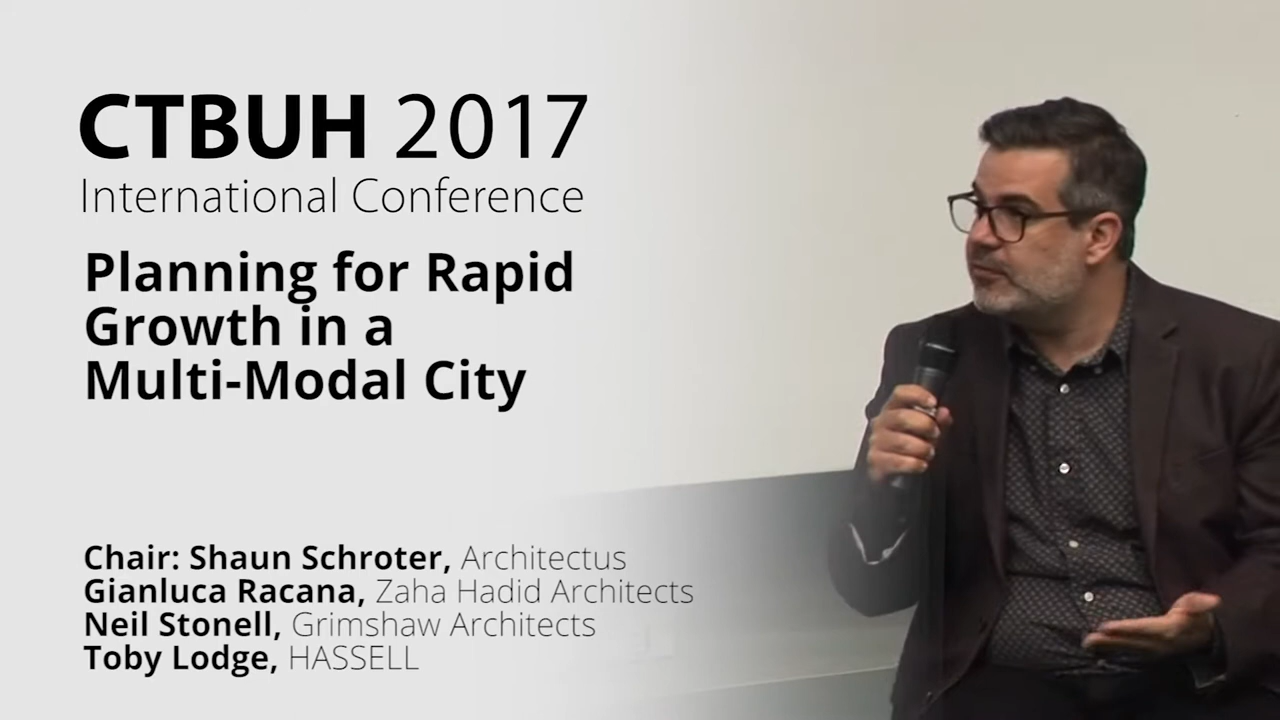 CTBUH 2017
International Conference
Planning for Rapid
Growth in a
Multi-Modal City
Chair: Shaun Schroter, Architectus
Gianluca Racana, Zaha Hadid Architects
Neil Stonell, Grimshaw Architects
Toby Lodge, HASSELL